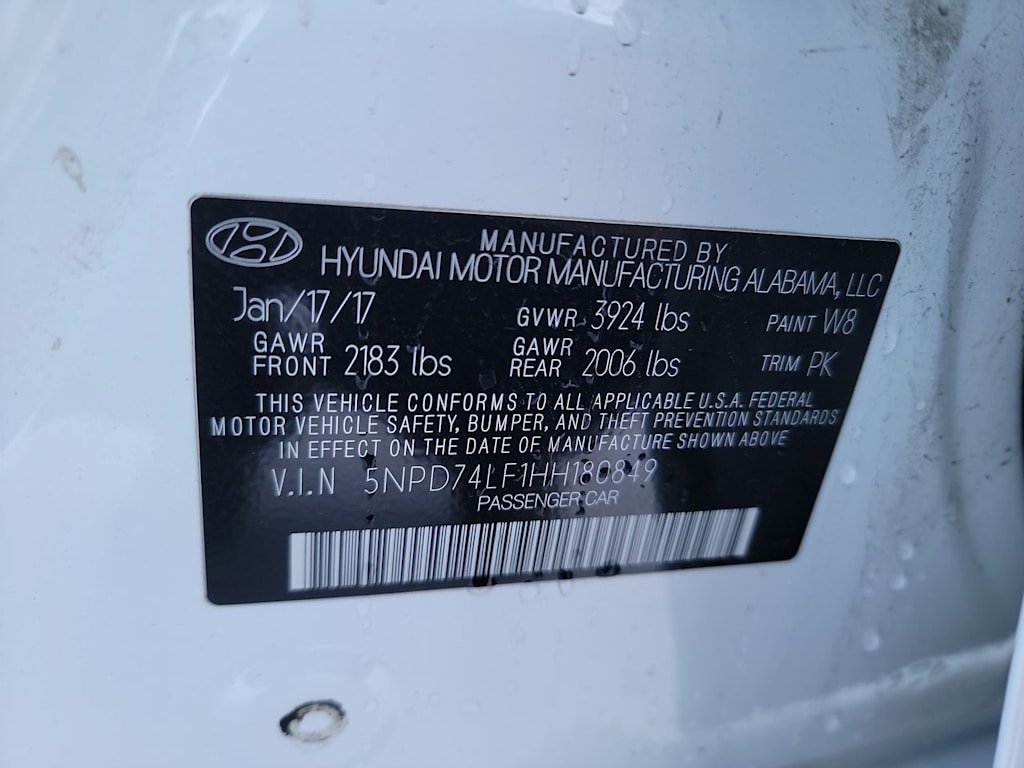 MANUFACTURED BY
HYUNDAI MOTOR MANUFACTURING ALABAMA, LLC
Jan/17/17 GVWR 3924 lbs PAINT W8
GAWR FRONT 2183 lbs GAWR REAR 2006 lbs TRIM PK
THIS VEHICLE CONFORMS TO ALL APPLICABLE U.S.A. FEDERAL
MOTOR VEHICLE SAFETY, BUMPER, AND THEFT PREVENTION STANDARDS
IN EFFECT ON THE DATE OF MANUFACTURE SHOWN ABOVE
V.I.N 5NPD74LF1HH180849
PASSENGER CAR